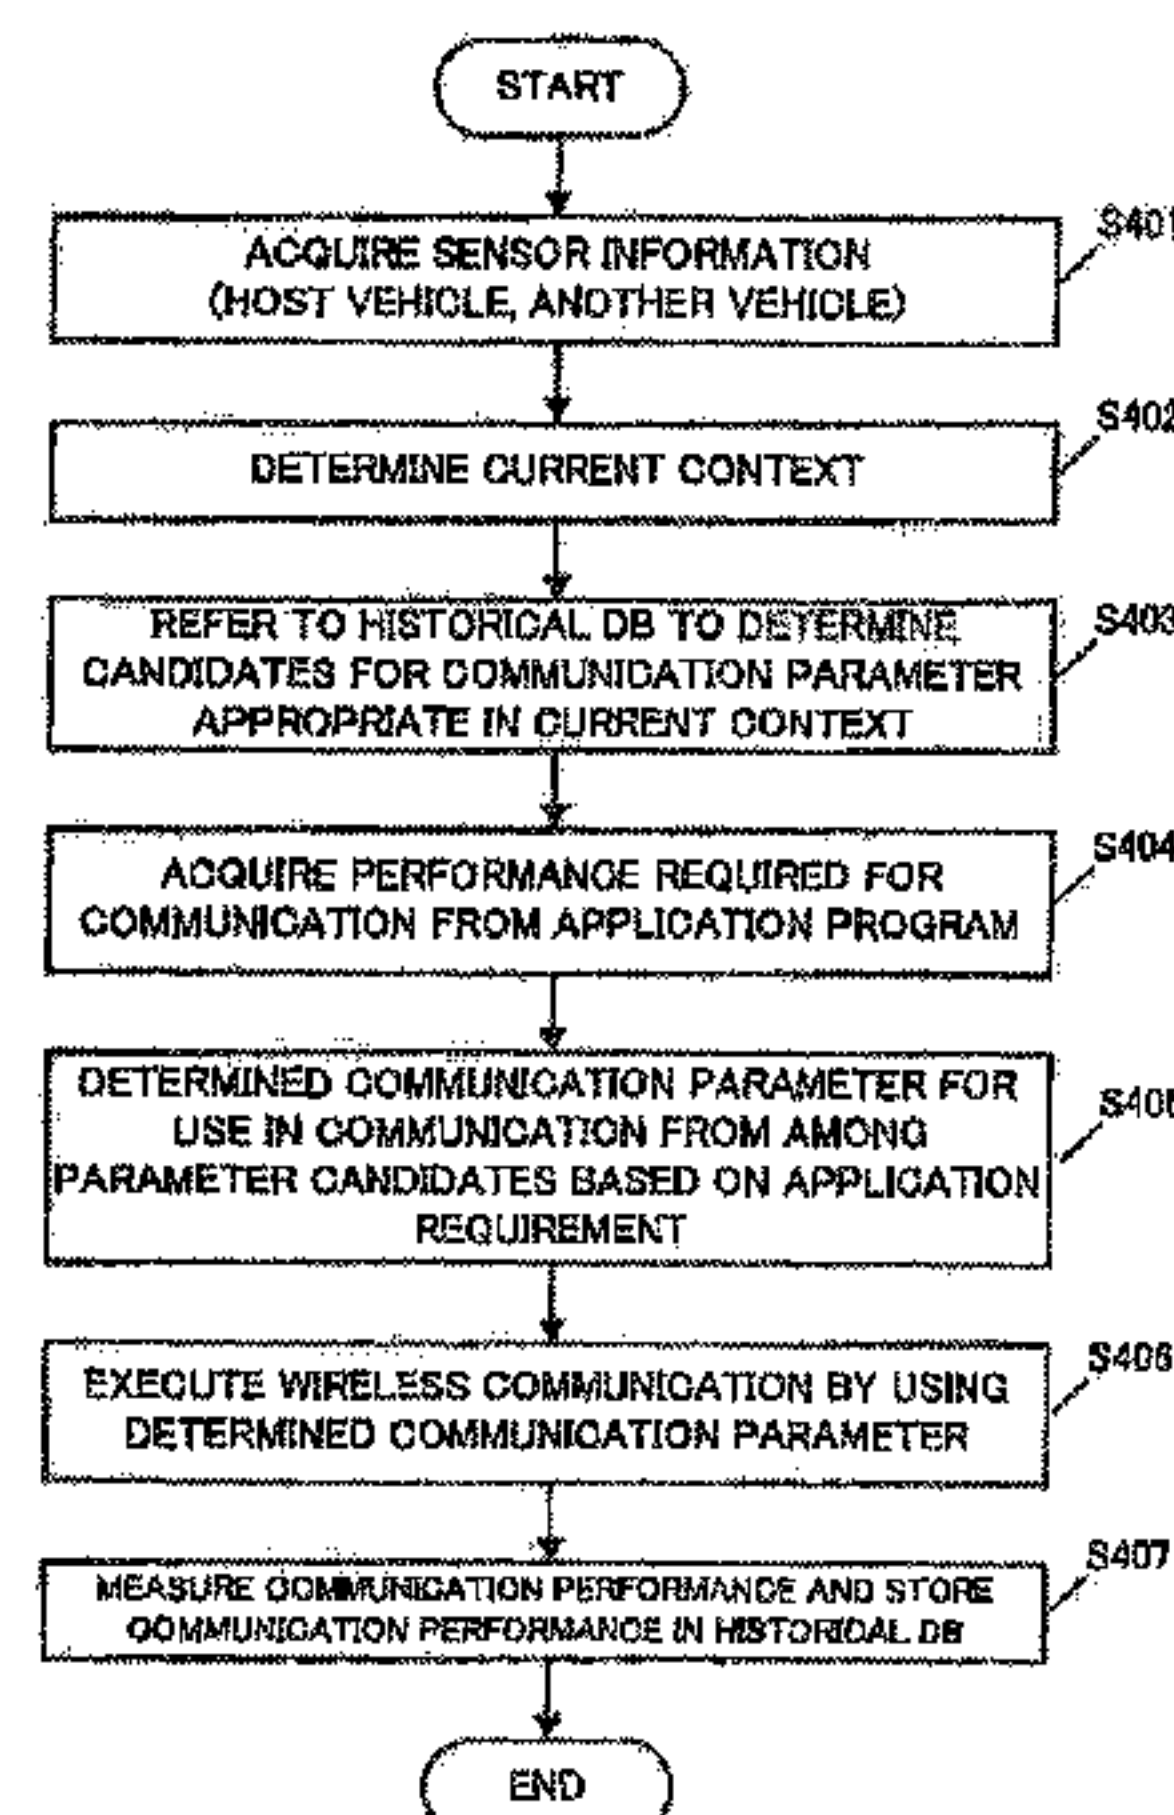 START
S401
ACQUIRE SENSOR INFORMATION
(HOST VEHICLE, ANOTHER VEHICLE)
S402
DETERMINE CURRENT CONTEXT
S403
REFER TO HISTORICAL DB TO DETERMINE
CANDIDATES FOR COMMUNICATION PARAMETER
APPROPRIATE IN CURRENT CONTEXT
S404
ACQUIRE PERFORMANCE REQUIRED FOR
COMMUNICATION FROM APPLICATION PROGRAM
S405
DETERMINED COMMUNICATION PARAMETER FOR
USE IN COMMUNICATION FROM AMONG
PARAMETER CANDIDATES BASED ON APPLICATION
REQUIREMENT
S406
EXECUTE WIRELESS COMMUNICATION BY USING
DETERMINED COMMUNICATION PARAMETER
S407
MEASURE COMMUNICATION PERFORMANCE AND STORE
COMMUNICATION PERFORMANCE IN HISTORICAL DB
END